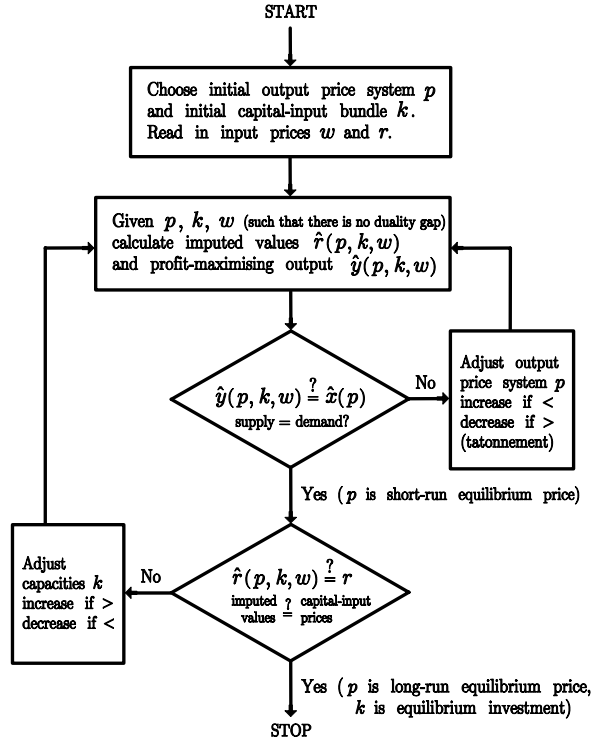 START
Choose initial output price system p
and initial capital-input bundle k.
Read in input prices w and r.
Given p, k, w (such that there is no duality gap)
calculate imputed values r̂(p, k, w)
and profit-maximising output ŷ(p, k, w)
ŷ(p, k, w) ≟ x̂(p)
supply = demand?
No
Adjust output
price system p
increase if <
decrease if >
(tatonnement)
Yes (p is short-run equilibrium price)
r̂(p, k, w) ≟ r
imputed ≟ capital-input
values prices
No
Adjust
capacities k
increase if >
decrease if <
Yes (p is long-run equilibrium price,
k is equilibrium investment)
STOP